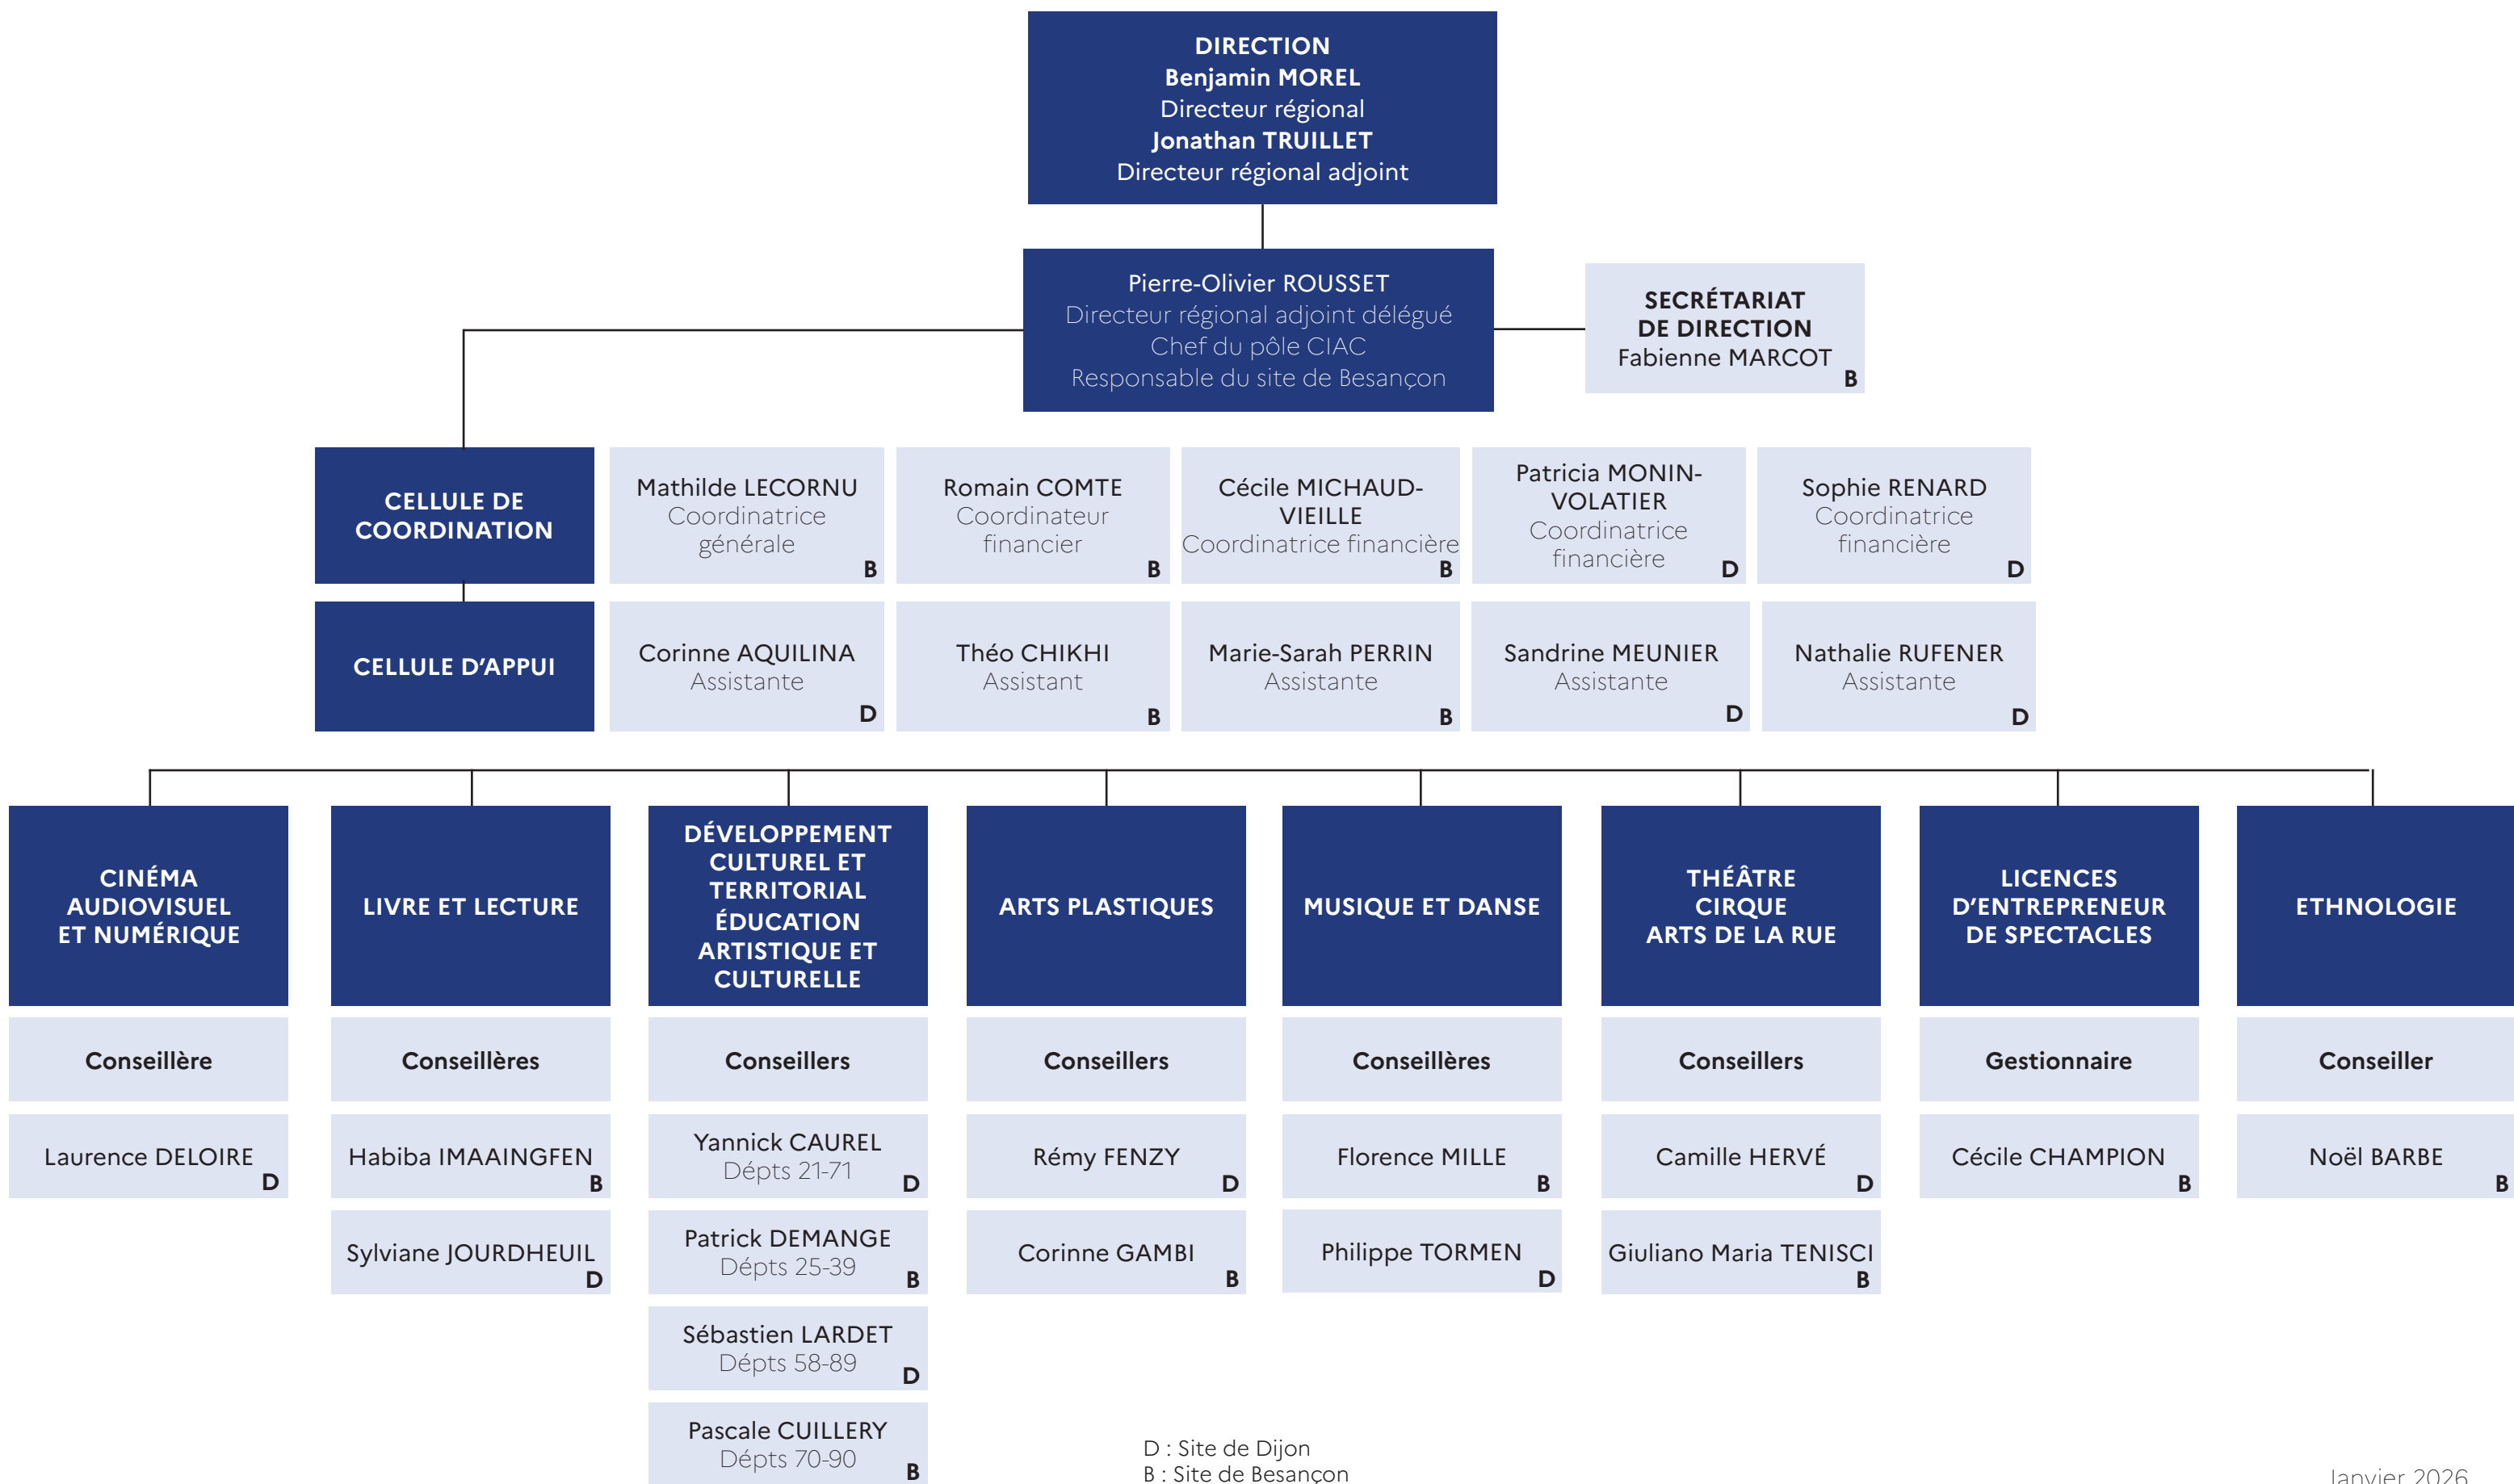 DIRECTION
Benjamin MOREL
Directeur régional
Jonathan TRUILLET
Directeur régional adjoint
Pierre-Olivier ROUSSET
Directeur régional adjoint délégué
Chef du pôle CIAC
Responsable du site de Besançon
SECRÉTARIAT
DE DIRECTION
Fabienne MARCOT
B
CELLULE DE
COORDINATION
Mathilde LECORNU
Coordinatrice
générale
B
Romain COMTE
Coordinateur
financier
B
Cécile MICHAUD-
VIEILLE
Coordinatrice financière
B
Patricia MONIN-
VOLATIER
Coordinatrice
financière
D
Sophie RENARD
Coordinatrice
financière
D
CELLULE D’APPUI
Corinne AQUILINA
Assistante
D
Théo CHIKHI
Assistant
B
Marie-Sarah PERRIN
Assistante
B
Sandrine MEUNIER
Assistante
D
Nathalie RUFENER
Assistante
D
CINÉMA
AUDIOVISUEL
ET NUMÉRIQUE
Conseillère
Laurence DELOIRE
D
LIVRE ET LECTURE
Conseillères
Habiba IMAAINGFEN
B
Sylviane JOURDHEUIL
D
DÉVELOPPEMENT
CULTUREL ET
TERRITORIAL
ÉDUCATION
ARTISTIQUE ET
CULTURELLE
Conseillers
Yannick CAUREL
Dépts 21-71
D
Patrick DEMANGE
Dépts 25-39
B
Sébastien LARDET
Dépts 58-89
D
Pascale CUILLERY
Dépts 70-90
B
ARTS PLASTIQUES
Conseillers
Rémy FENZY
D
Corinne GAMBI
B
MUSIQUE ET DANSE
Conseillères
Florence MILLE
B
Philippe TORMEN
D
THÉÂTRE
CIRQUE
ARTS DE LA RUE
Conseillers
Camille HERVÉ
D
Giuliano Maria TENISCI
B
LICENCES
D’ENTREPRENEUR
DE SPECTACLES
Gestionnaire
Cécile CHAMPION
B
ETHNOLOGIE
Conseiller
Noël BARBE
B
D : Site de Dijon
B : Site de Besançon
Janvier 2026